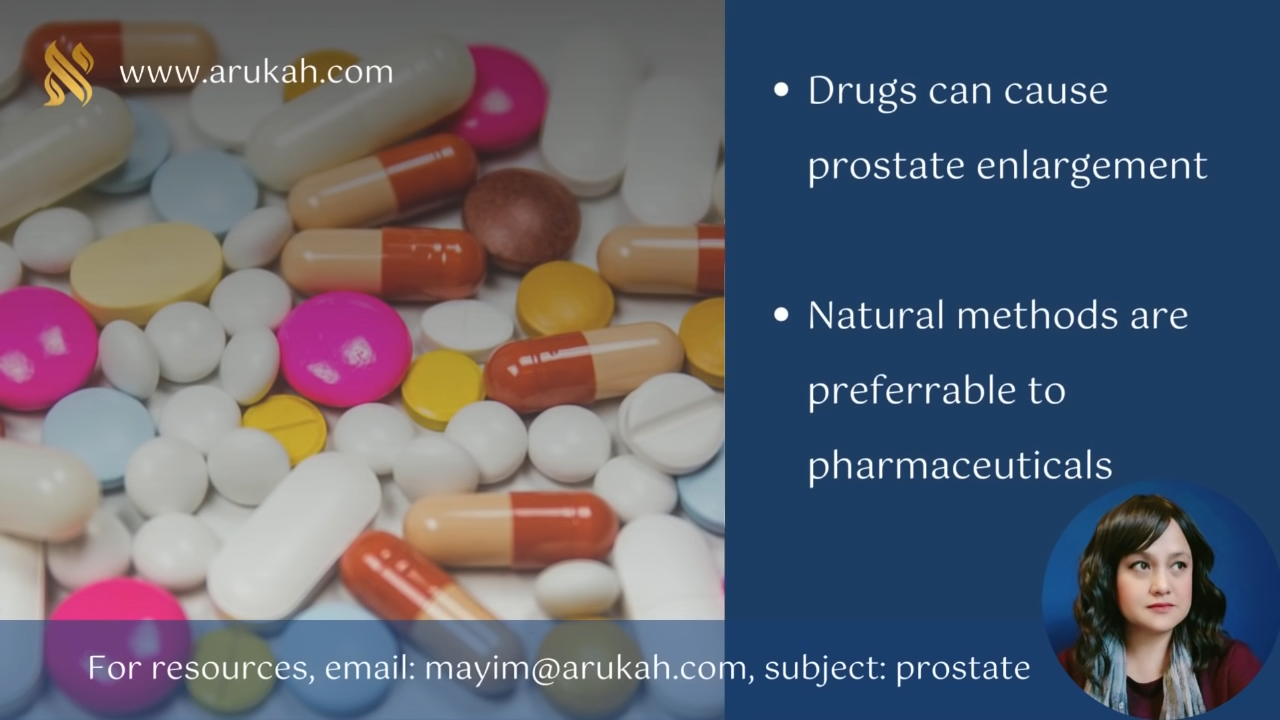 www.arukah.com
• Drugs can cause
prostate enlargement
• Natural methods are
preferrable to
pharmaceuticals
For resources, email: mayim@arukah.com, subject: prostate